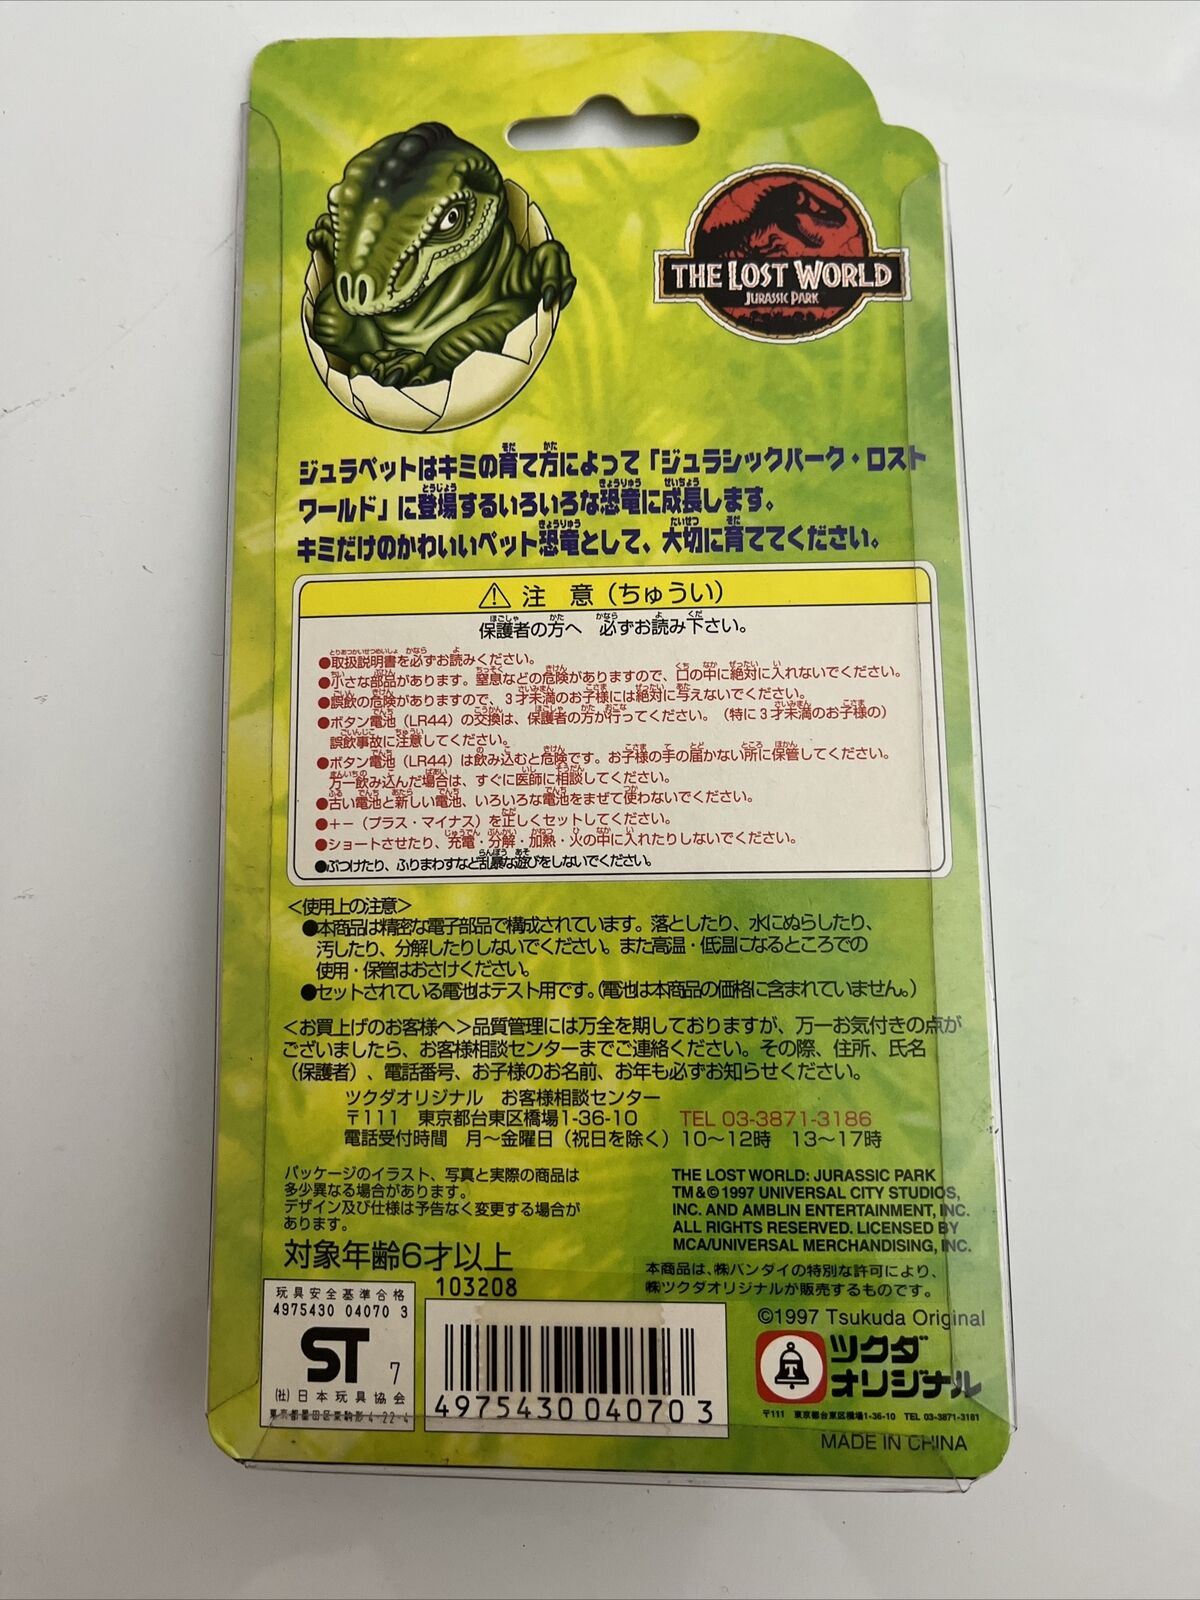 THE LOST WORLD
JURASSIC PARK
ジュラペットはキミの育て方によって「ジュラシックパーク・ロスト
ワールド」に登場するいろいろな恐竜に成長します。
キミだけのかわいいペット恐竜として、大切に育ててください。
⚠ 注 意（ちゅうい）
保護者の方へ 必ずお読み下さい。
●取扱説明書を必ずお読みください。
●小さな部品があります。窒息などの危険がありますので、口の中に絶対に入れないでください。
●誤飲の危険がありますので、3才未満のお子様には絶対に与えないでください。
●ボタン電池（LR44）の交換は、保護者の方が行ってください。（特に3才未満のお子様の）
誤飲事故に注意してください。
●ボタン電池（LR44）は飲み込むと危険です。お子様の手の届かない所に保管してください。
万一飲み込んだ場合は、すぐに医師に相談してください。
●古い電池と新しい電池、いろいろな電池をまぜて使わないでください。
●＋－（プラス・マイナス）を正しくセットしてください。
●ショートさせたり、充電・分解・加熱・火の中に入れたりしないでください。
●ぶつけたり、ふりまわすなど乱暴な遊びをしないでください。
＜使用上の注意＞
●本商品は精密な電子部品で構成されています。落としたり、水にぬらしたり、
汚したり、分解したりしないでください。また高温・低温になるところでの
使用・保管はおさけください。
●セットされている電池はテスト用です。（電池は本商品の価格に含まれていません。）
＜お買上げのお客様へ＞品質管理には万全を期しておりますが、万一お気付きの点が
ございましたら、お客様相談センターまでご連絡ください。その際、住所、氏名
（保護者）、電話番号、お子様のお名前、お年も必ずお知らせください。
ツクダオリジナル お客様相談センター
〒111 東京都台東区橋場1-36-10 TEL 03-3871-3186
電話受付時間 月～金曜日（祝日を除く）10～12時 13～17時
パッケージのイラスト、写真と実際の商品は
多少異なる場合があります。
デザイン及び仕様は予告なく変更する場合が
あります。
対象年齢6才以上
THE LOST WORLD: JURASSIC PARK
TM&©1997 UNIVERSAL CITY STUDIOS,
INC. AND AMBLIN ENTERTAINMENT, INC.
ALL RIGHTS RESERVED. LICENSED BY
MCA/UNIVERSAL MERCHANDISING, INC.
本商品は、㈱バンダイの特別な許可により、
㈱ツクダオリジナルが販売するものです。
玩具安全基準合格
4975430 04070 3
ST 7
(社)日本玩具協会
東京都墨田区東駒形4-22-4
103208
4975430 04070 3
©1997 Tsukuda Original
T
ツクダ
オリジナル
〒111 東京都台東区橋場1-36-10 TEL 03-3871-3181
MADE IN CHINA